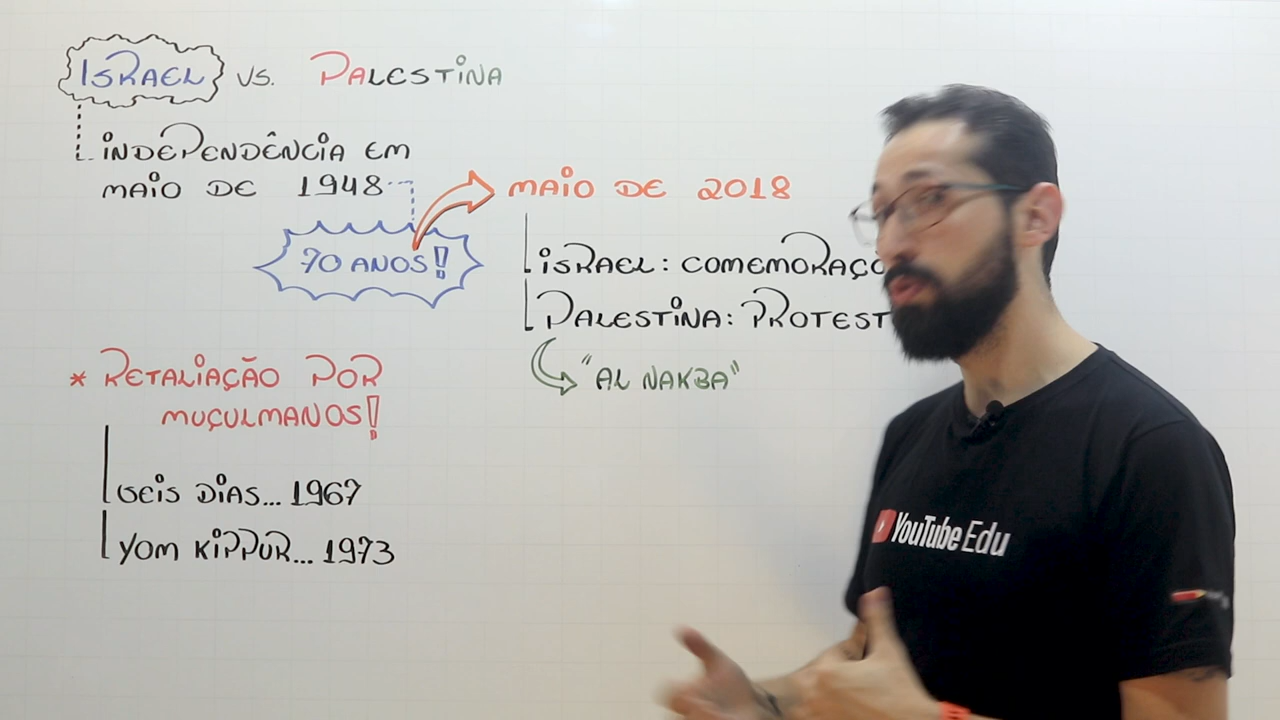 ISRAEL VS. PALESTINA
INDEPENDÊNCIA EM
MAIO DE 1948
70 ANOS!
MAIO DE 2018
ISRAEL: COMEMORAÇÃ
PALESTINA: PROTEST
"AL NAKBA"
* RETALIAÇÃO POR
MUÇULMANOS!
SEIS DIAS... 1967
YOM KIPPUR... 1973
YouTube Edu